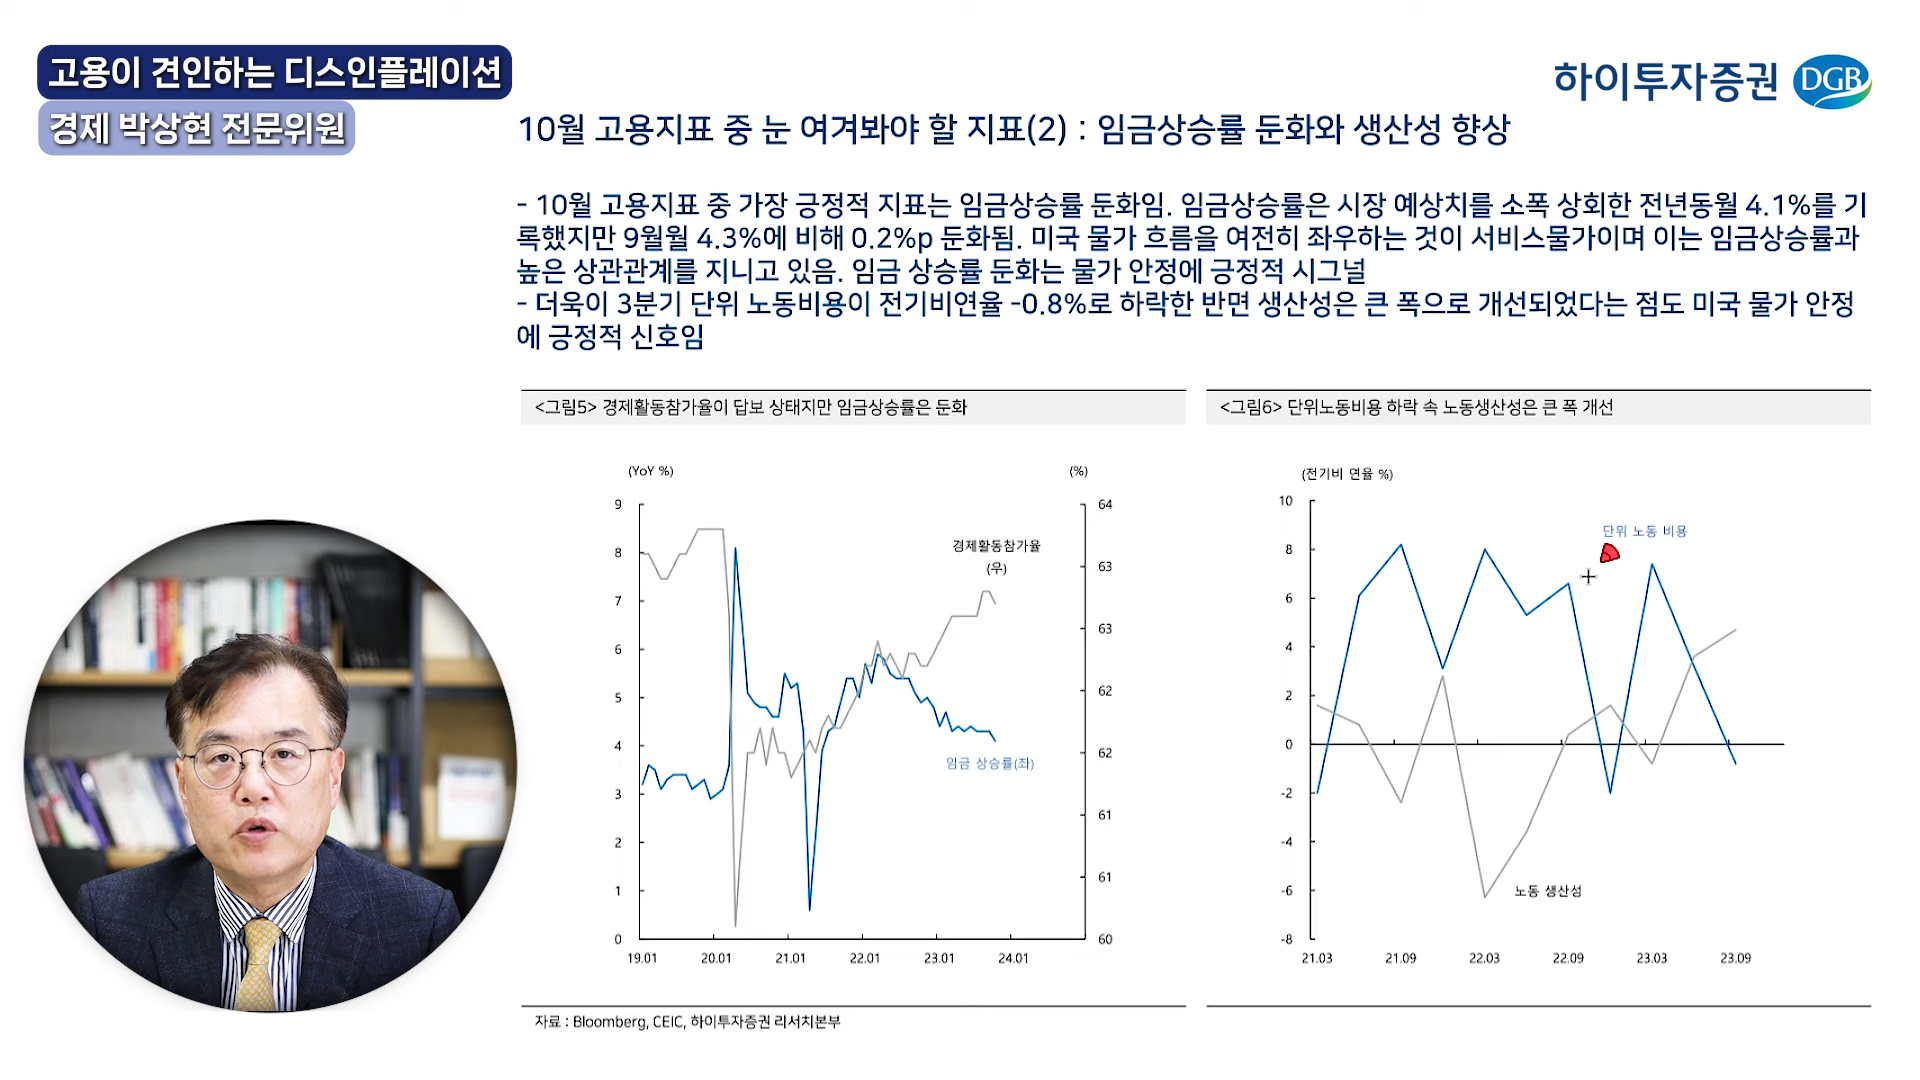 고용이 견인하는 디스인플레이션
경제 박상현 전문위원
하이투자증권 DGB
10월 고용지표 중 눈 여겨봐야 할 지표(2) : 임금상승률 둔화와 생산성 향상
- 10월 고용지표 중 가장 긍정적 지표는 임금상승률 둔화임. 임금상승률은 시장 예상치를 소폭 상회한 전년동월 4.1%를 기
록했지만 9월월 4.3%에 비해 0.2%p 둔화됨. 미국 물가 흐름을 여전히 좌우하는 것이 서비스물가이며 이는 임금상승률과
높은 상관관계를 지니고 있음. 임금 상승률 둔화는 물가 안정에 긍정적 시그널
- 더욱이 3분기 단위 노동비용이 전기비연율 -0.8%로 하락한 반면 생산성은 큰 폭으로 개선되었다는 점도 미국 물가 안정
에 긍정적 신호임
<그림5> 경제활동참가율이 답보 상태지만 임금상승률은 둔화
(YoY %)
(%)
9
8
7
6
5
4
3
2
1
0
64
63
63
62
62
61
61
60
경제활동참가율
(우)
임금 상승률(좌)
19.01 20.01 21.01 22.01 23.01 24.01
<그림6> 단위노동비용 하락 속 노동생산성은 큰 폭 개선
(전기비 연율 %)
10
8
6
4
2
0
-2
-4
-6
-8
단위 노동 비용
노동 생산성
21.03 21.09 22.03 22.09 23.03 23.09
자료 : Bloomberg, CEIC, 하이투자증권 리서치본부